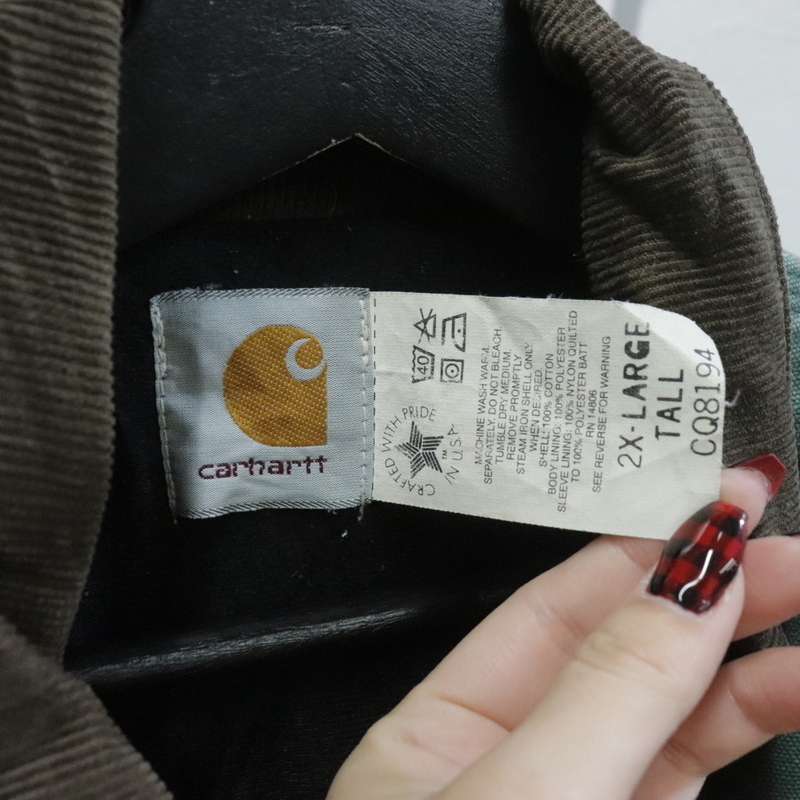 carhartt
40
CRAFTED WITH PRIDE
IN U.S.A.
™
MACHINE WASH WARM,
SEPARATELY, DO NOT BLEACH,
TUMBLE DRY MEDIUM
REMOVE PROMPTLY
STEAM IRON SHELL ONLY
WHEN DESIRED.
SHELL: 100% COTTON
BODY LINING: 100% POLYESTER
SLEEVE LINING: 100% NYLON QUILTED
TO 100% POLYESTER BATT
RN 14806
SEE REVERSE FOR WARNING
2X-LARGE
TALL
CQ8194